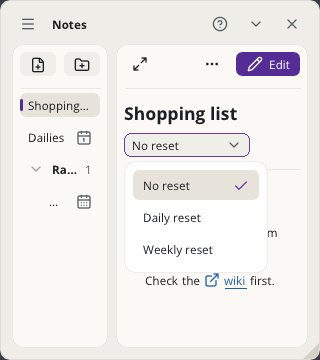 Notes
Edit
Shopping...
Dailies
Ra... 1
...
Shopping list
No reset
No reset
Daily reset
Weekly reset
m
Check the wiki first.